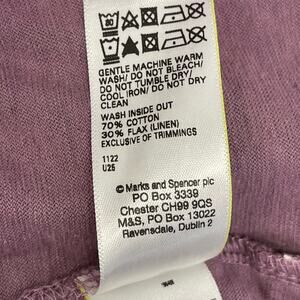 GENTLE MACHINE WARM
WASH/ DO NOT BLEACH/
DO NOT TUMBLE DRY/
COOL IRON/ DO NOT DRY
CLEAN
WASH INSIDE OUT
70% COTTON
30% FLAX (LINEN)
EXCLUSIVE OF TRIMMINGS
1122
U25
© Marks and Spencer plc
PO Box 3339
Chester CH99 9QS
M&S, PO Box 13022
Ravensdale, Dublin 2